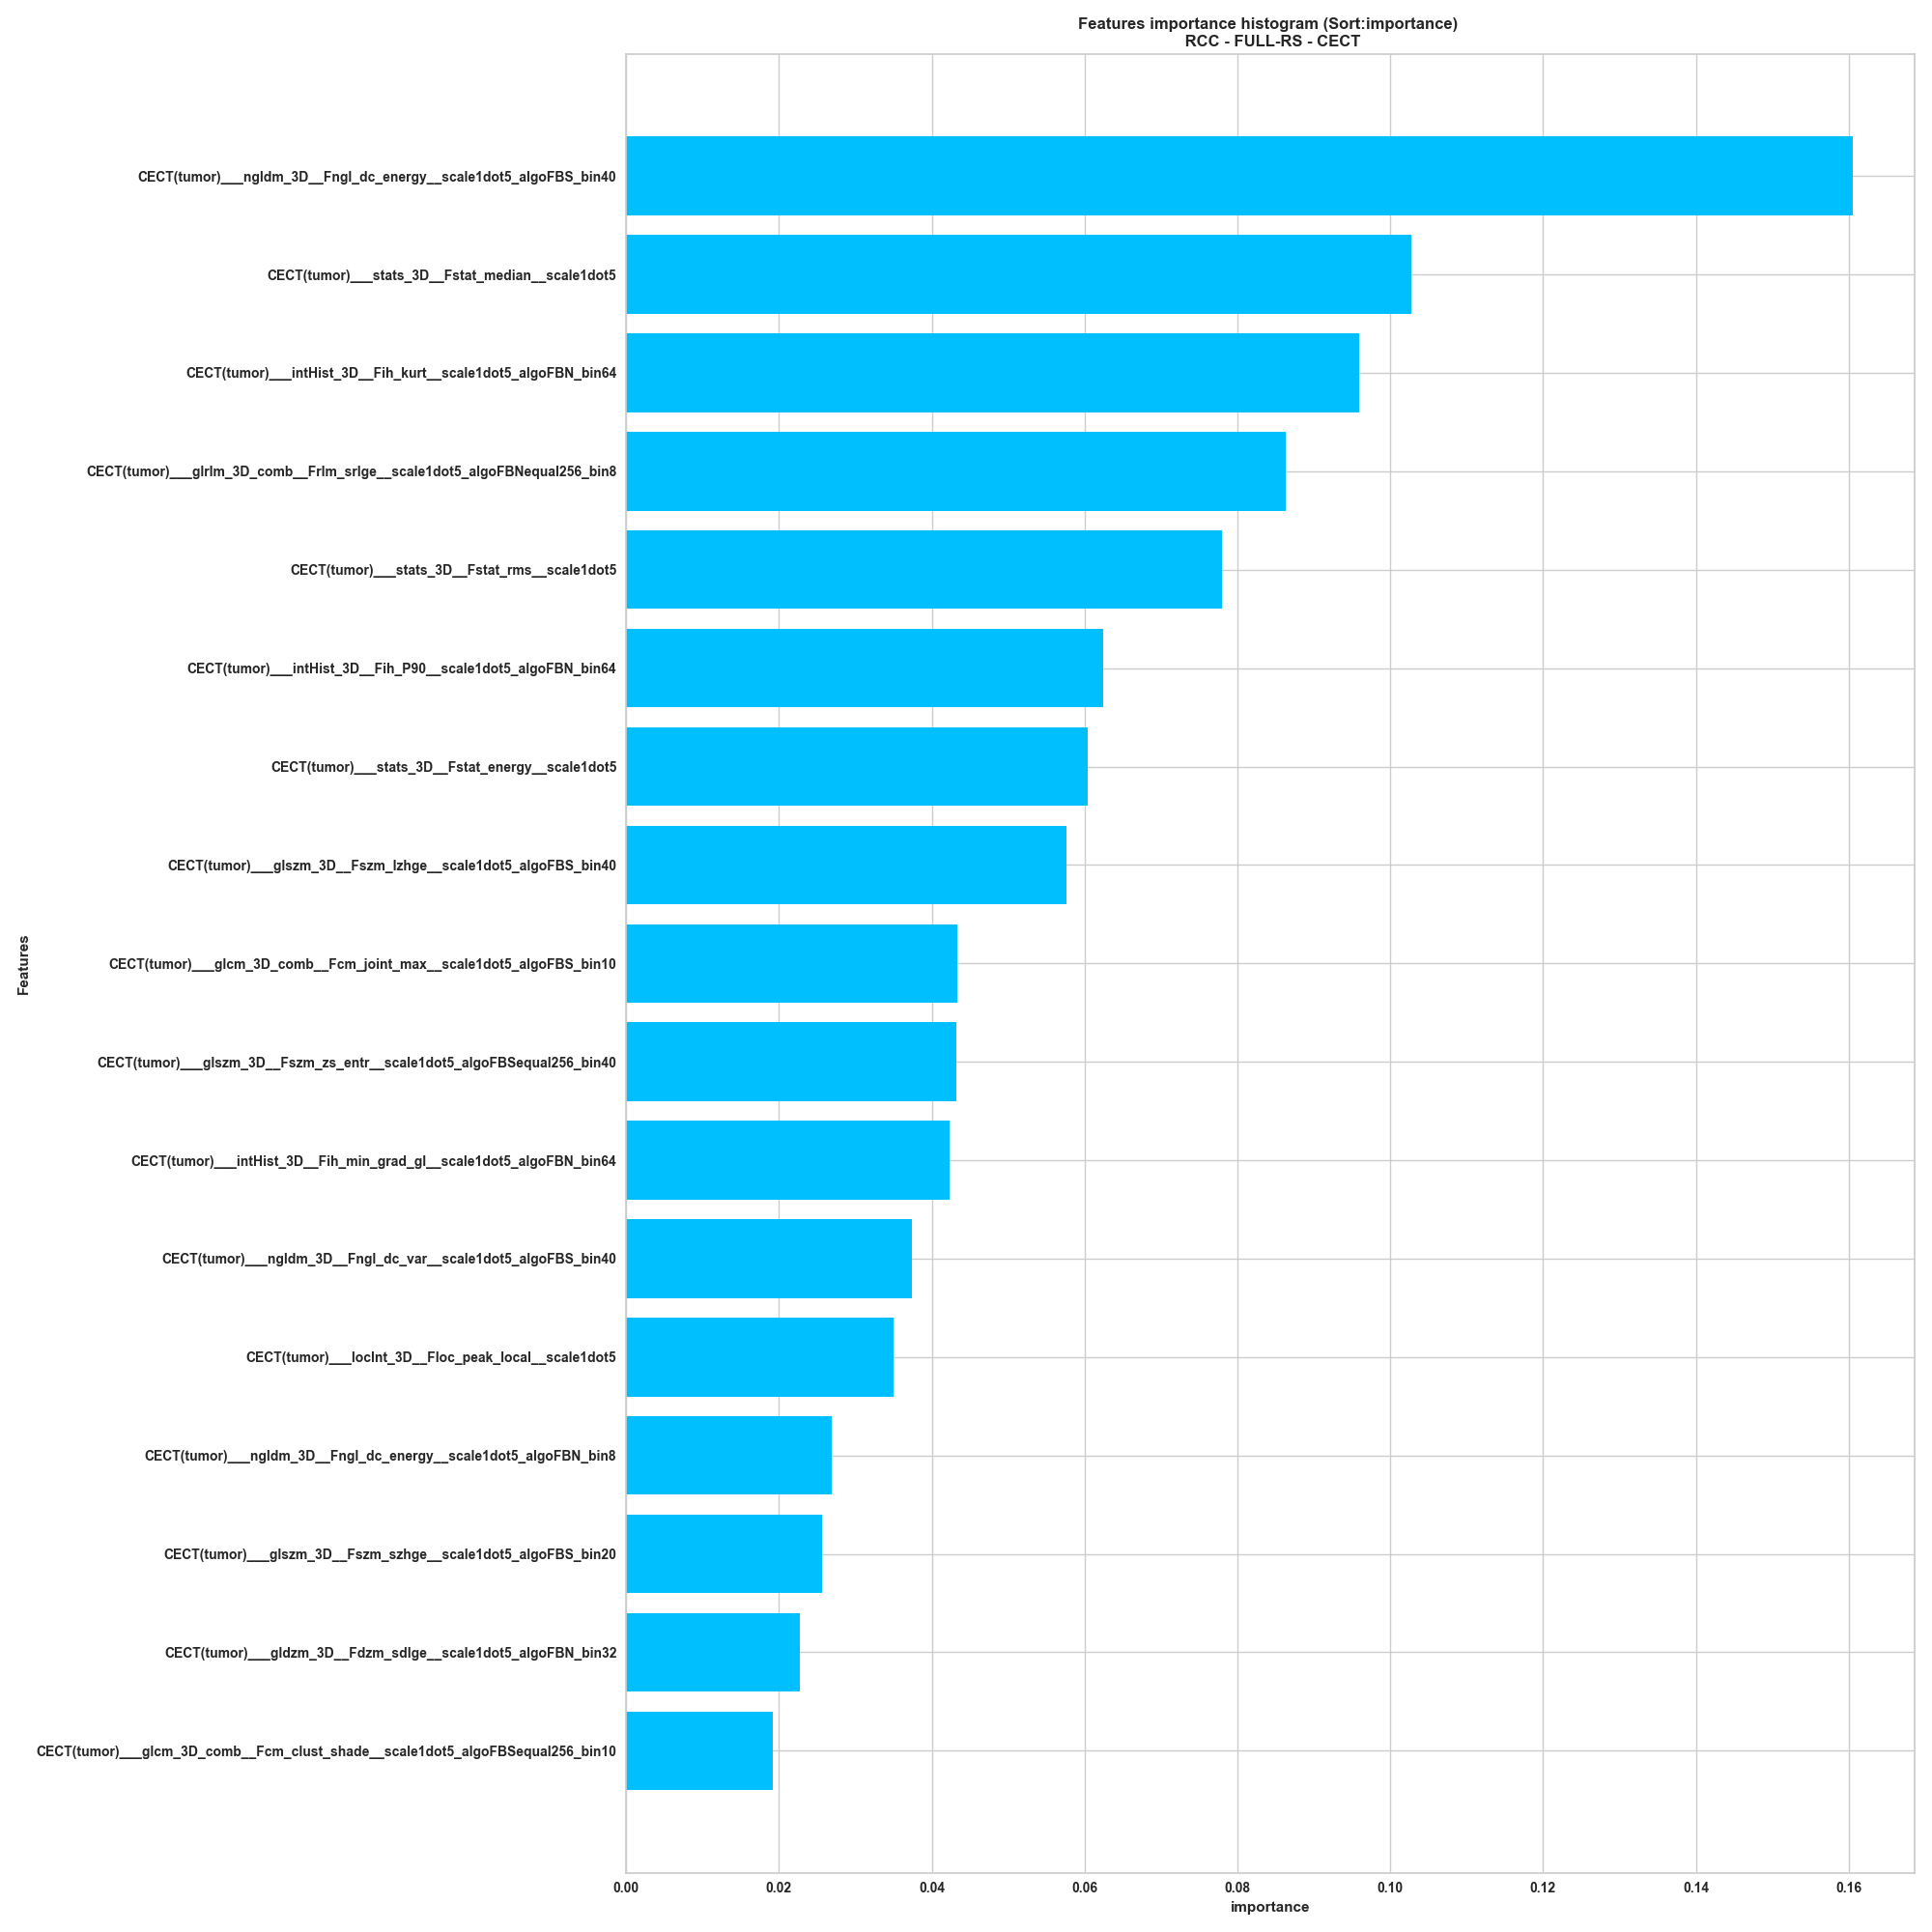 Features importance histogram (Sort:importance)
RCC - FULL-RS - CECT
CECT(tumor)___ngldm_3D__Fngl_dc_energy__scale1dot5_algoFBS_bin40
CECT(tumor)___stats_3D__Fstat_median__scale1dot5
CECT(tumor)___intHist_3D__Fih_kurt__scale1dot5_algoFBN_bin64
CECT(tumor)___glrlm_3D_comb__Frlm_srlge__scale1dot5_algoFBNequal256_bin8
CECT(tumor)___stats_3D__Fstat_rms__scale1dot5
CECT(tumor)___intHist_3D__Fih_P90__scale1dot5_algoFBN_bin64
CECT(tumor)___stats_3D__Fstat_energy__scale1dot5
CECT(tumor)___glszm_3D__Fszm_lzhge__scale1dot5_algoFBS_bin40
CECT(tumor)___glcm_3D_comb__Fcm_joint_max__scale1dot5_algoFBS_bin10
CECT(tumor)___glszm_3D__Fszm_zs_entr__scale1dot5_algoFBSequal256_bin40
CECT(tumor)___intHist_3D__Fih_min_grad_gl__scale1dot5_algoFBN_bin64
CECT(tumor)___ngldm_3D__Fngl_dc_var__scale1dot5_algoFBS_bin40
CECT(tumor)___locInt_3D__Floc_peak_local__scale1dot5
CECT(tumor)___ngldm_3D__Fngl_dc_energy__scale1dot5_algoFBN_bin8
CECT(tumor)___glszm_3D__Fszm_szhge__scale1dot5_algoFBS_bin20
CECT(tumor)___gldzm_3D__Fdzm_sdlge__scale1dot5_algoFBN_bin32
CECT(tumor)___glcm_3D_comb__Fcm_clust_shade__scale1dot5_algoFBSequal256_bin10
Features
0.00 0.02 0.04 0.06 0.08 0.10 0.12 0.14 0.16
importance